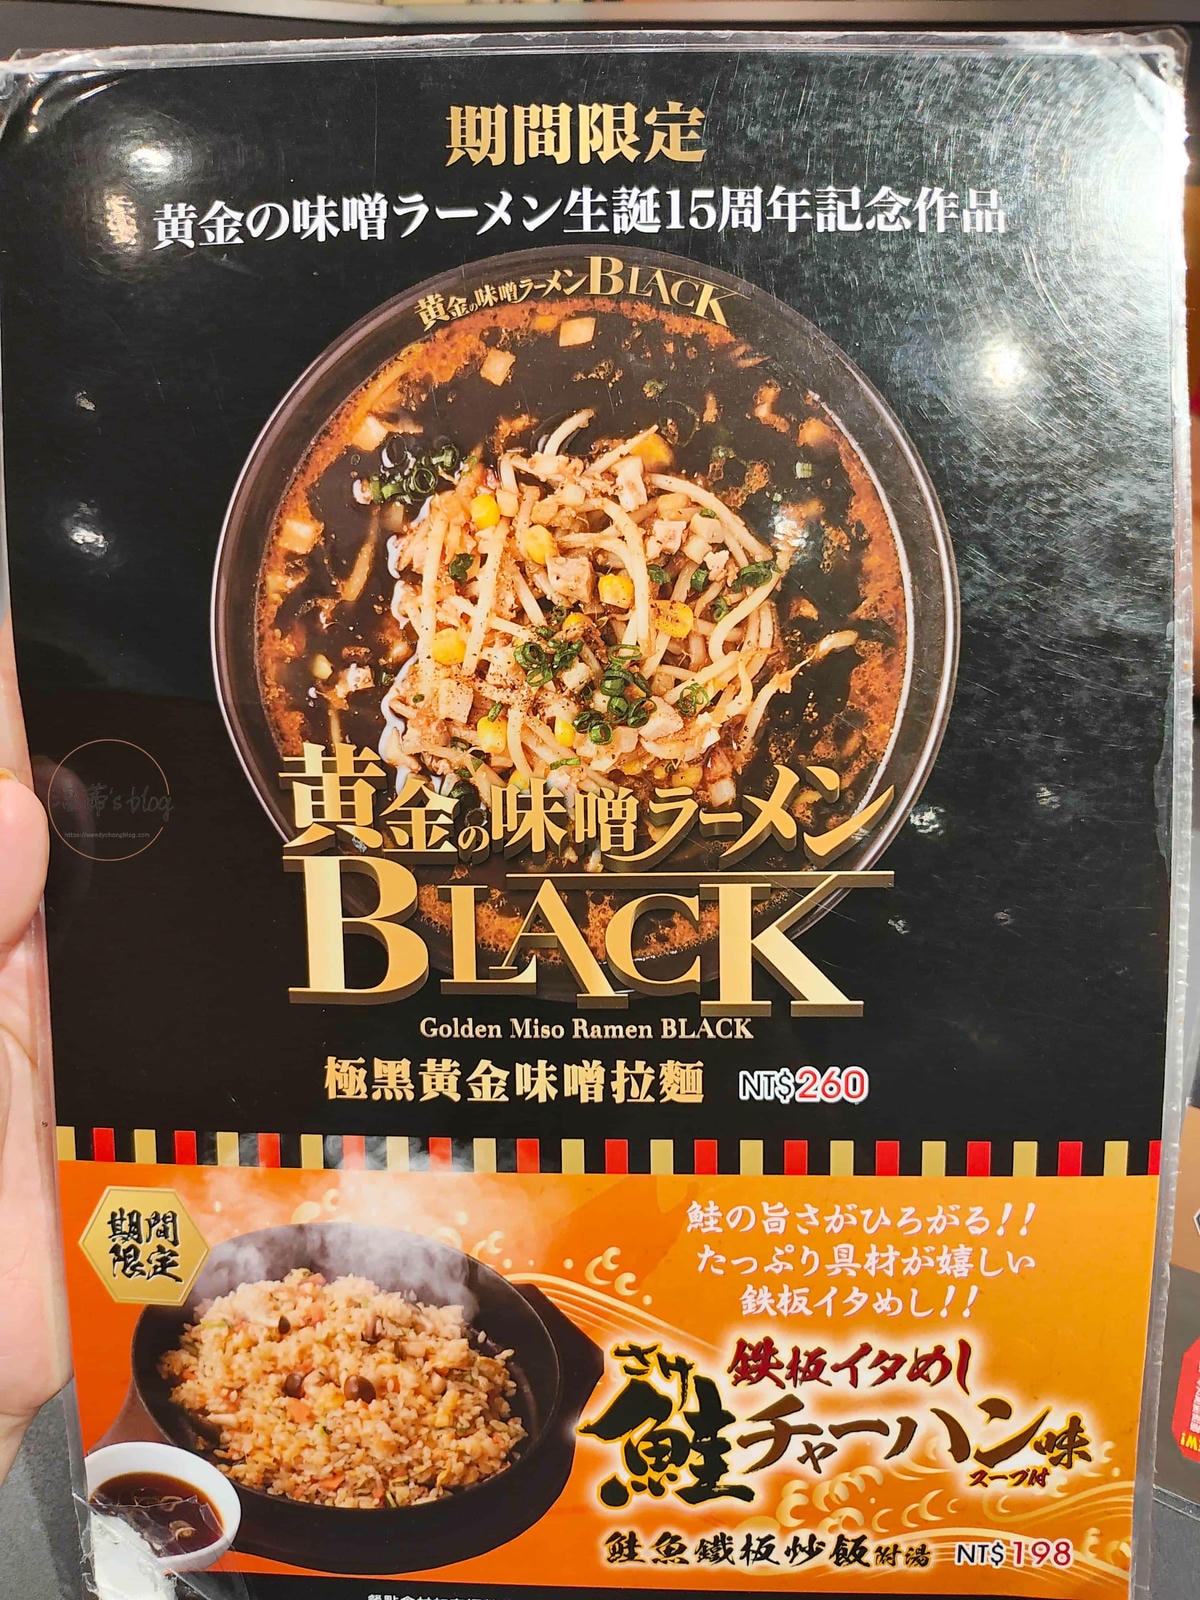 期間限定
黄金の味噌ラーメン生誕15周年記念作品
黄金の味噌ラーメンBLACK
黄金の味噌ラーメン
BLACK
Golden Miso Ramen BLACK
極黑黃金味噌拉麵 NT$260
期間
限定
鮭の旨さがひろがる!!
たっぷり具材が嬉しい
鉄板イタめし!!
鉄板イタめし
さけ
鮭チャーハン味
スープ付
鮭魚鐵板炒飯附湯 NT$198
's blog
https://wendychangblog.com